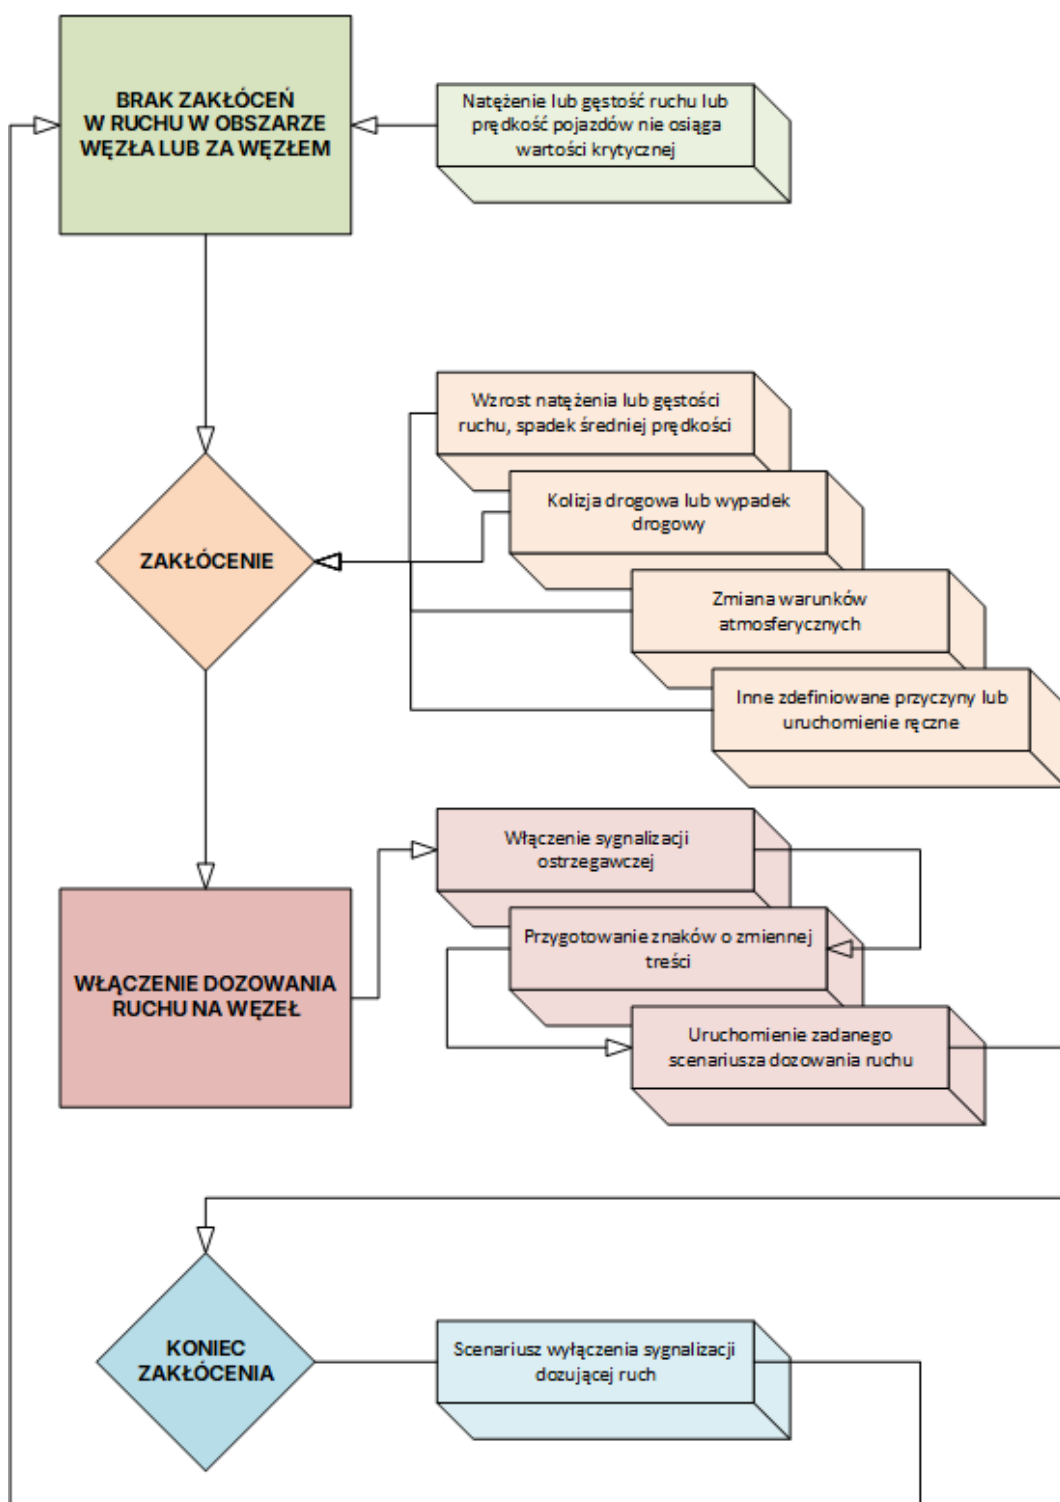 BRAK ZAKŁÓCEŃ
W RUCHU W OBSZARZE
WĘZŁA LUB ZA WĘZŁEM
Natężenie lub gęstość ruchu lub
prędkość pojazdów nie osiąga
wartości krytycznej
Wzrost natężenia lub gęstości
ruchu, spadek średniej prędkości
Kolizja drogowa lub wypadek
drogowy
ZAKŁÓCENIE
Zmiana warunków
atmosferycznych
Inne zdefiniowane przyczyny lub
uruchomienie ręczne
Włączenie sygnalizacji
ostrzegawczej
Przygotowanie znaków o zmiennej
treści
WŁĄCZENIE DOZOWANIA
RUCHU NA WĘZEŁ
Uruchomienie zadanego
scenariusza dozowania ruchu
KONIEC
ZAKŁÓCENIA
Scenariusz wyłączenia sygnalizacji
dozującej ruch